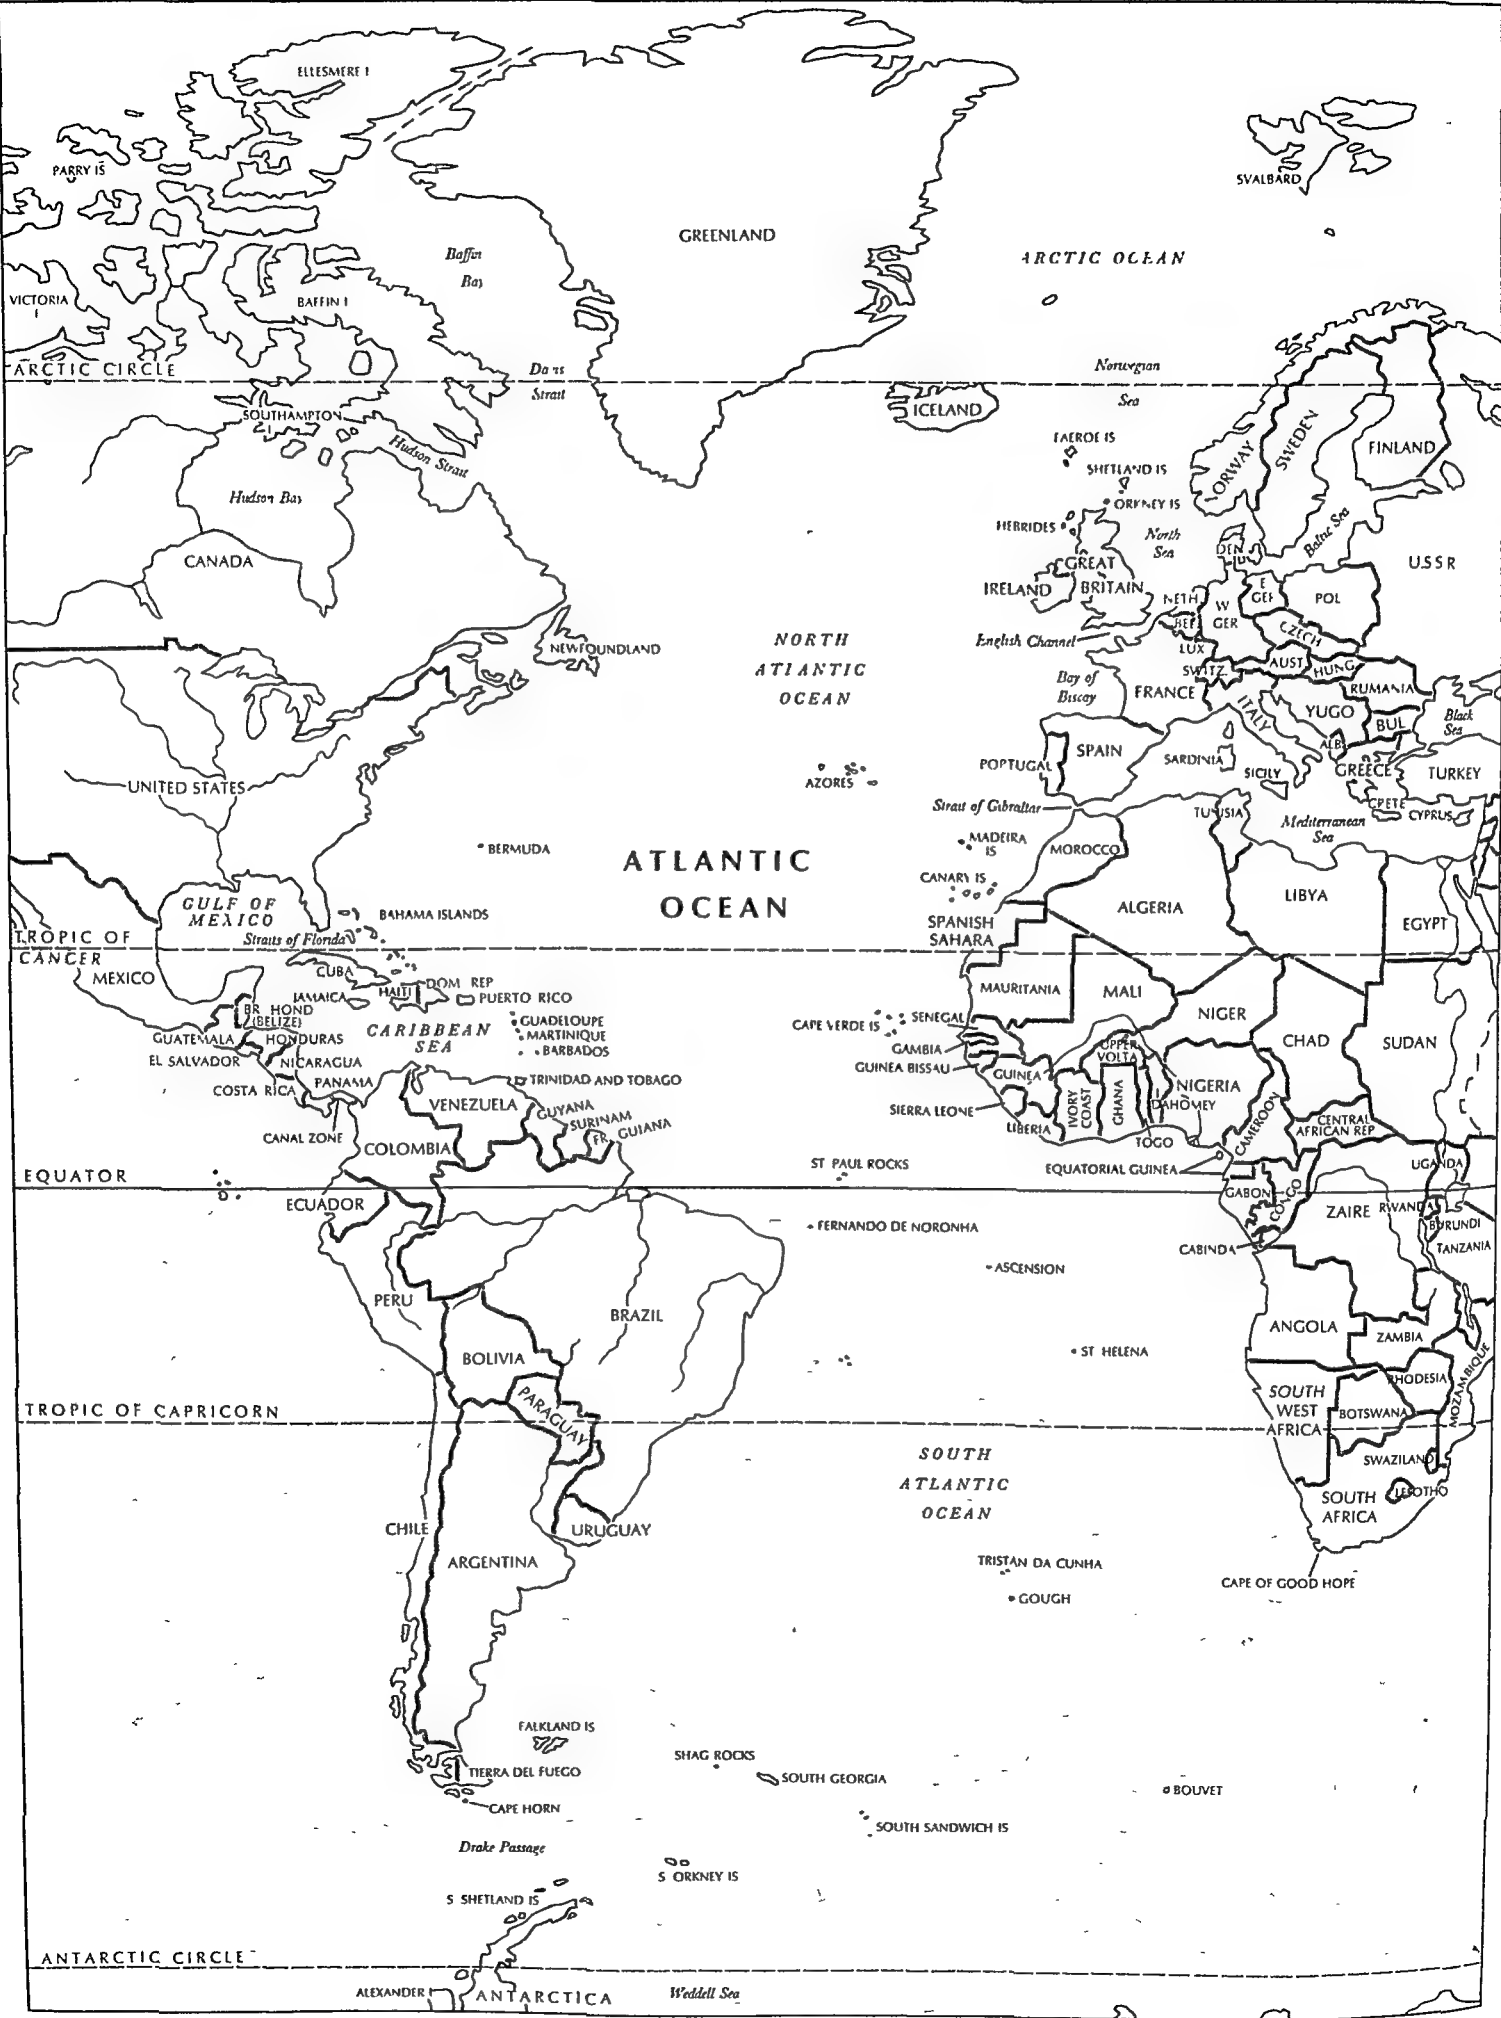 ELLESMERE I
PARRY IS
SVALBARD
GREENLAND
Baffin
Bay
ARCTIC OCEAN
VICTORIA
I
BAFFIN I
ARCTIC CIRCLE
Strait
Norwegian
Sea
ICELAND
SOUTHAMPTON
I
Hudson Strait
FAEROE IS
SHETLAND IS
ORKNEY IS
HEBRIDES
North
Sea
NORWAY
SWEDEN
FINLAND
Baltic Sea
Hudson Bay
CANADA
USSR
DEN
GREAT
BRITAIN
IRELAND
NETH
BEL
LUX
W
GER
E
GER
POL
CZECH
English Channel
NEWFOUNDLAND
NORTH
ATLANTIC
OCEAN
Bay of
Biscay
FRANCE
SWITZ
AUST
HUNG
RUMANIA
ITALY
YUGO
BUL
Black
Sea
ALB
PORTUGAL
SPAIN
SARDINIA
SICILY
GREECE
TURKEY
CRETE
CYPRUS
UNITED STATES
AZORES
Strait of Gibraltar
TUNISIA
Mediterranean
Sea
BERMUDA
ATLANTIC
OCEAN
MADEIRA
IS
MOROCCO
CANARY IS
ALGERIA
LIBYA
EGYPT
GULF OF
MEXICO
BAHAMA ISLANDS
Straits of Florida
SPANISH
SAHARA
TROPIC OF
CANCER
MEXICO
CUBA
JAMAICA
HAITI
DOM REP
PUERTO RICO
BR HOND
(BELIZE)
GUATEMALA
HONDURAS
EL SALVADOR
NICARAGUA
COSTA RICA
PANAMA
CANAL ZONE
CARIBBEAN
SEA
GUADELOUPE
MARTINIQUE
BARBADOS
TRINIDAD AND TOBAGO
MAURITANIA
MALI
NIGER
CHAD
SUDAN
CAPE VERDE IS
SENEGAL
GAMBIA
GUINEA BISSAU
GUINEA
UPPER
VOLTA
SIERRA LEONE
LIBERIA
IVORY
COAST
GHANA
TOGO
DAHOMEY
NIGERIA
CAMEROON
CENTRAL
AFRICAN REP
VENEZUELA
GUYANA
SURINAM
FR. GUIANA
COLOMBIA
ST PAUL ROCKS
EQUATORIAL GUINEA
UGANDA
EQUATOR
ECUADOR
GABON
CONGO
ZAIRE
RWANDA
BURUNDI
TANZANIA
FERNANDO DE NORONHA
CABINDA
ASCENSION
PERU
BRAZIL
ANGOLA
ZAMBIA
BOLIVIA
ST HELENA
RHODESIA
MOZAMBIQUE
PARAGUAY
TROPIC OF CAPRICORN
SOUTH
WEST
AFRICA
BOTSWANA
SOUTH
ATLANTIC
OCEAN
SWAZILAND
LESOTHO
SOUTH
AFRICA
CHILE
URUGUAY
ARGENTINA
TRISTAN DA CUNHA
GOUGH
CAPE OF GOOD HOPE
FALKLAND IS
SHAG ROCKS
TIERRA DEL FUEGO
SOUTH GEORGIA
BOUVET
CAPE HORN
SOUTH SANDWICH IS
Drake Passage
S ORKNEY IS
S SHETLAND IS
ANTARCTIC CIRCLE
ALEXANDER I
ANTARCTICA
Weddell Sea